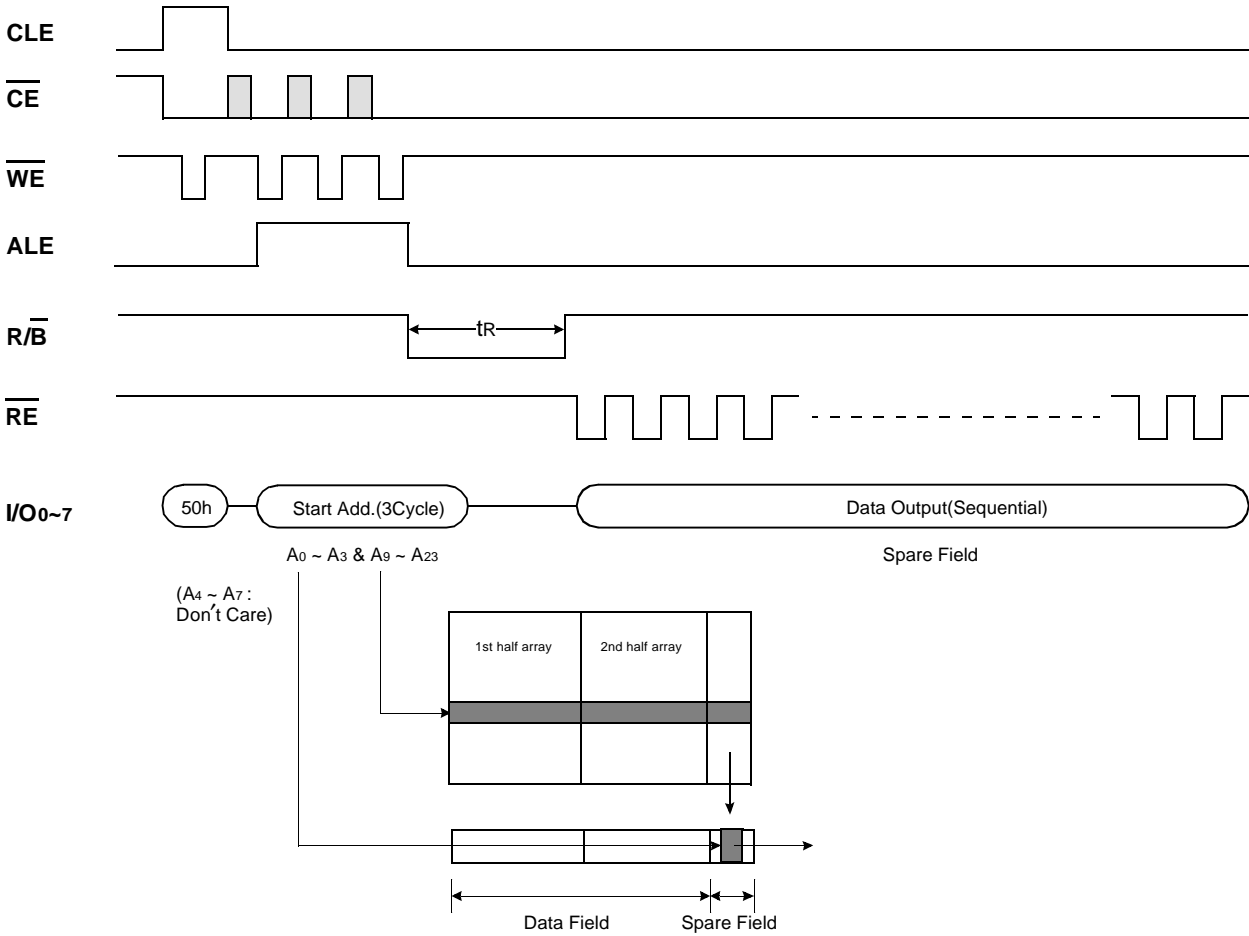 CLE
CE
WE
ALE
R/B
tR
RE
I/O0~7
50h
Start Add.(3Cycle)
Data Output(Sequential)
A0 ~ A3 & A9 ~ A23
Spare Field
(A4 ~ A7 :
Don't Care)
1st half array
2nd half array
Data Field
Spare Field